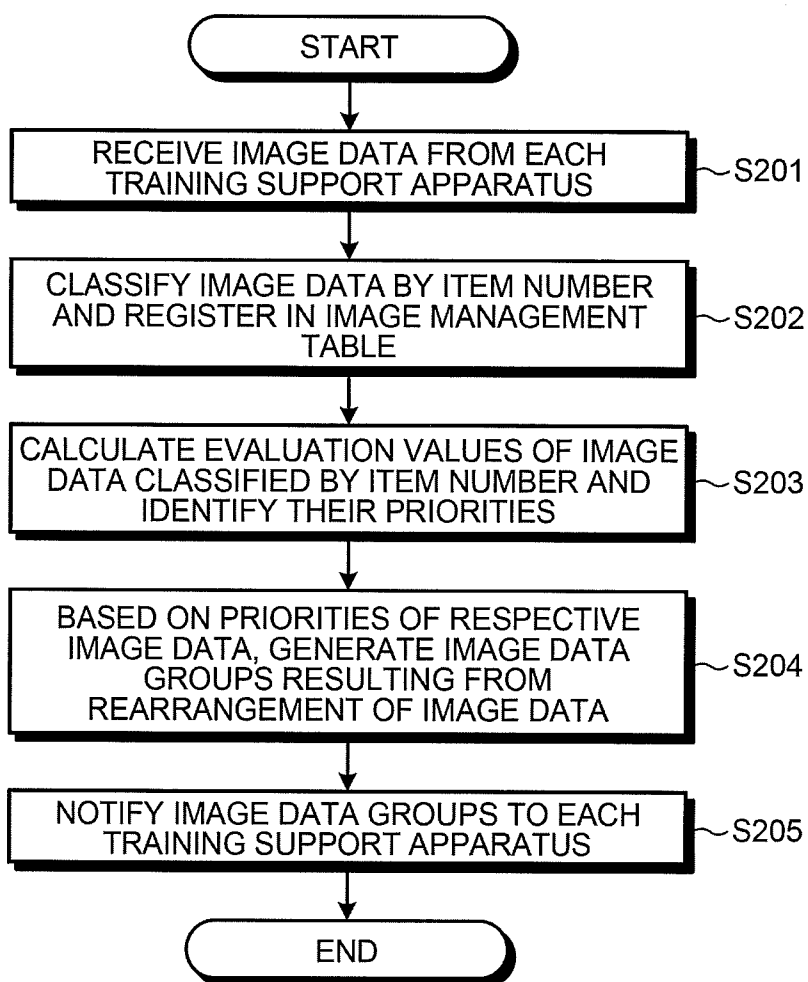 START
RECEIVE IMAGE DATA FROM EACH
TRAINING SUPPORT APPARATUS
S201
CLASSIFY IMAGE DATA BY ITEM NUMBER
AND REGISTER IN IMAGE MANAGEMENT
TABLE
S202
CALCULATE EVALUATION VALUES OF IMAGE
DATA CLASSIFIED BY ITEM NUMBER AND
IDENTIFY THEIR PRIORITIES
S203
BASED ON PRIORITIES OF RESPECTIVE
IMAGE DATA, GENERATE IMAGE DATA
GROUPS RESULTING FROM
REARRANGEMENT OF IMAGE DATA
S204
NOTIFY IMAGE DATA GROUPS TO EACH
TRAINING SUPPORT APPARATUS
S205
END